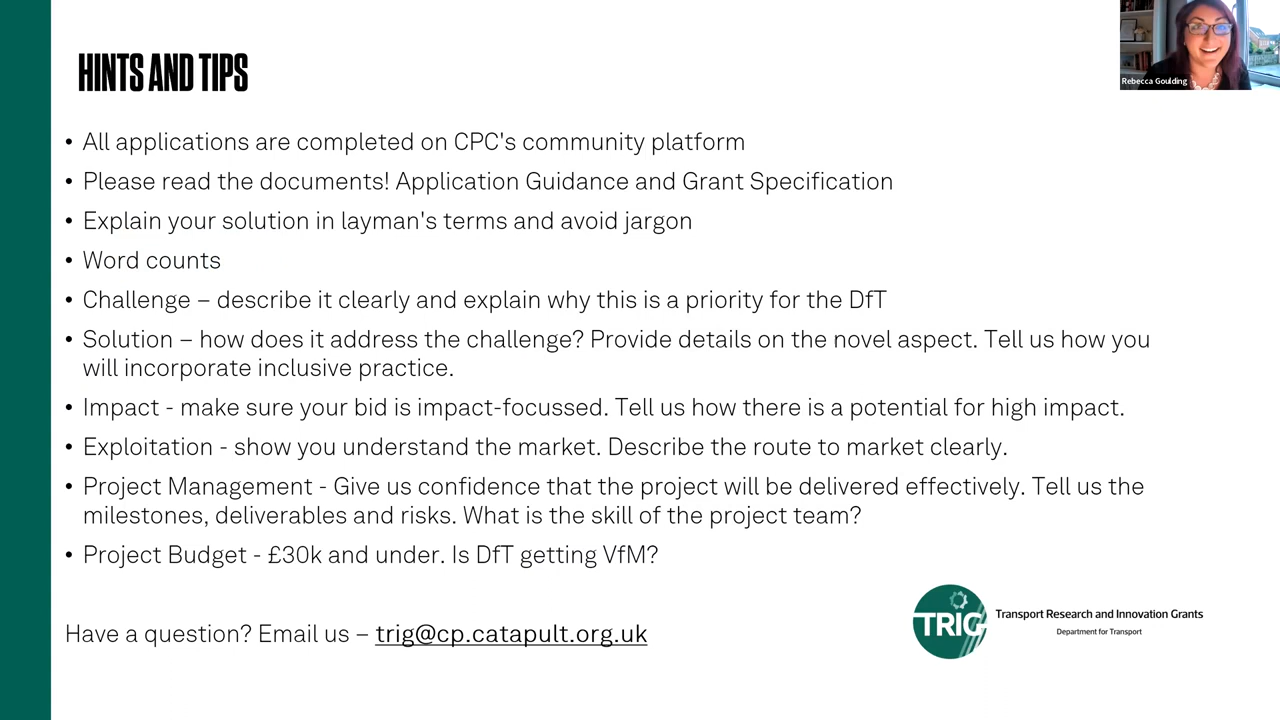 Rebecca Goulding
HINTS AND TIPS
• All applications are completed on CPC's community platform
• Please read the documents! Application Guidance and Grant Specification
• Explain your solution in layman's terms and avoid jargon
• Word counts
• Challenge – describe it clearly and explain why this is a priority for the DfT
• Solution – how does it address the challenge? Provide details on the novel aspect. Tell us how you
will incorporate inclusive practice.
• Impact - make sure your bid is impact-focussed. Tell us how there is a potential for high impact.
• Exploitation - show you understand the market. Describe the route to market clearly.
• Project Management - Give us confidence that the project will be delivered effectively. Tell us the
milestones, deliverables and risks. What is the skill of the project team?
• Project Budget - £30k and under. Is DfT getting VfM?
Have a question? Email us – trig@cp.catapult.org.uk
TRIG
Transport Research and Innovation Grants
Department for Transport